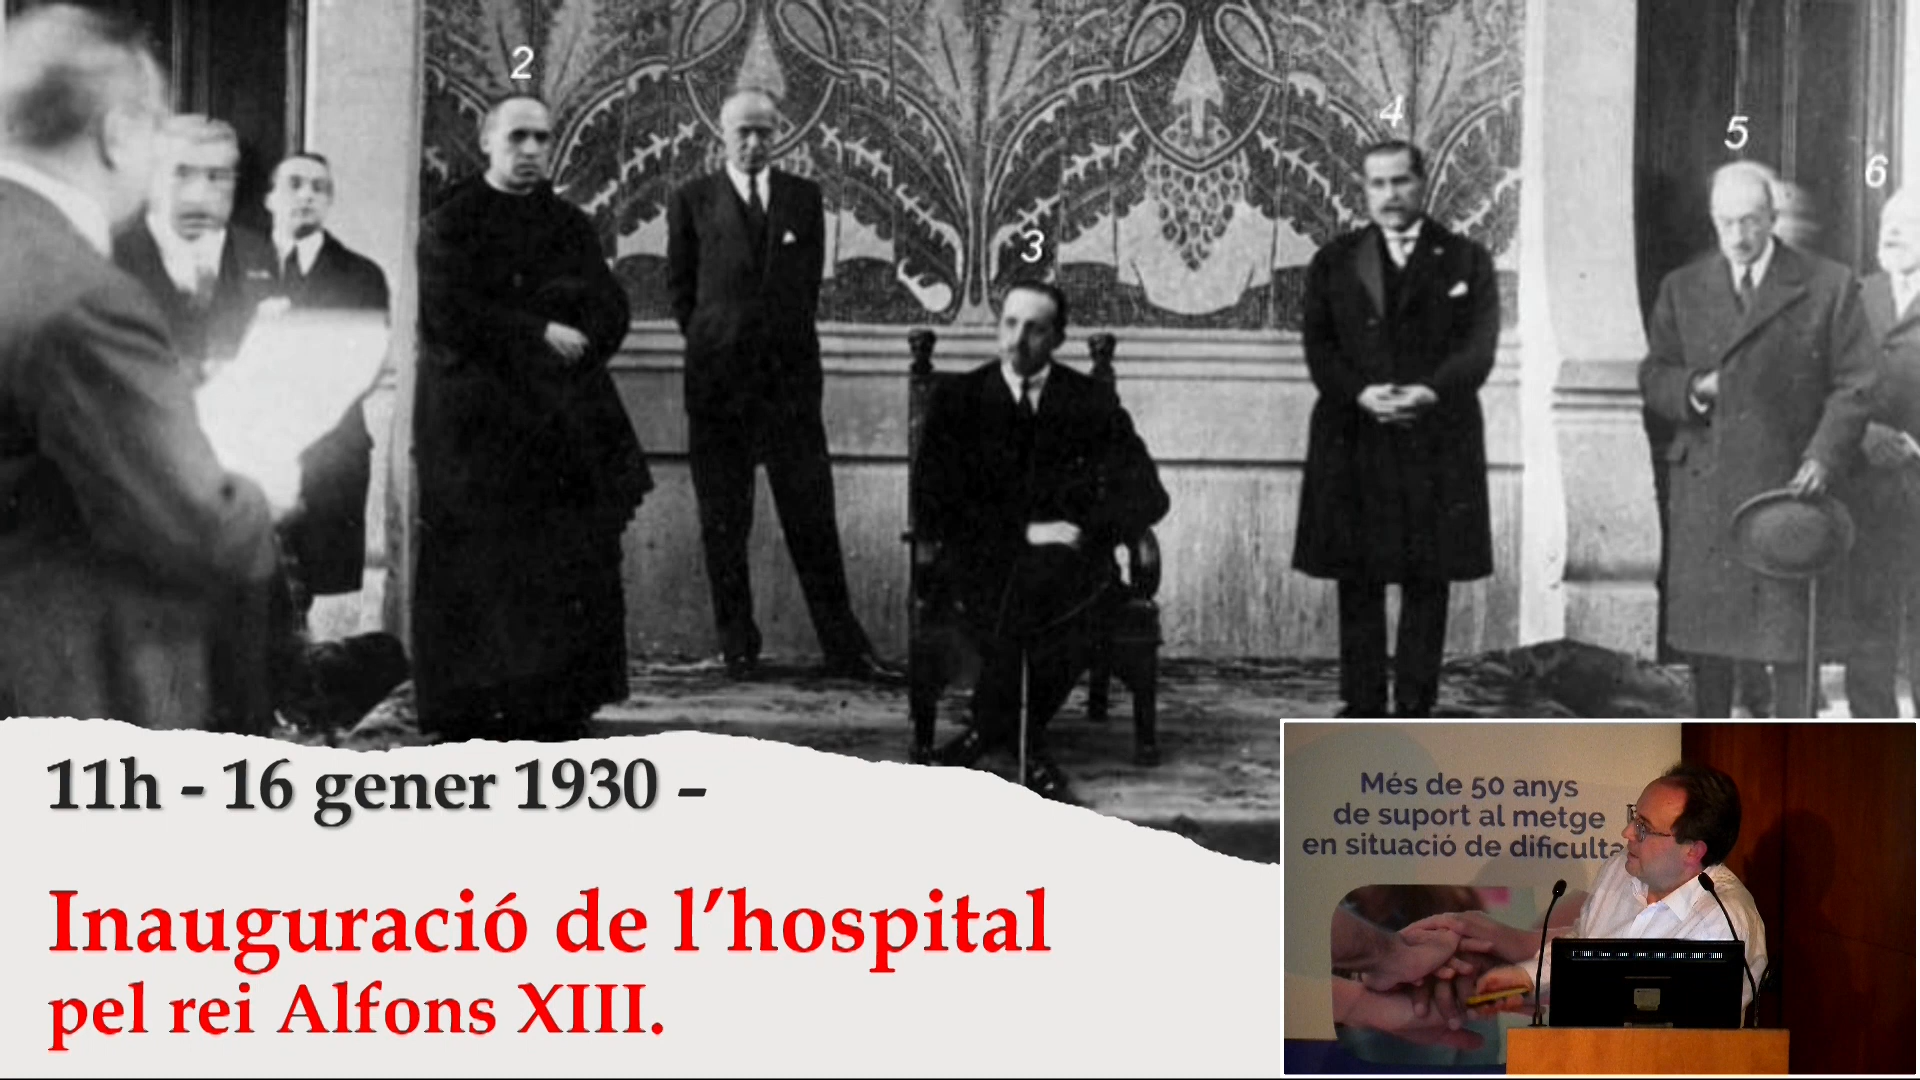 2
3
4
5
6
11h - 16 gener 1930 –
Inauguració de l’hospital
pel rei Alfons XIII.
Més de 50 anys
de suport al metge
en situació de dificulta